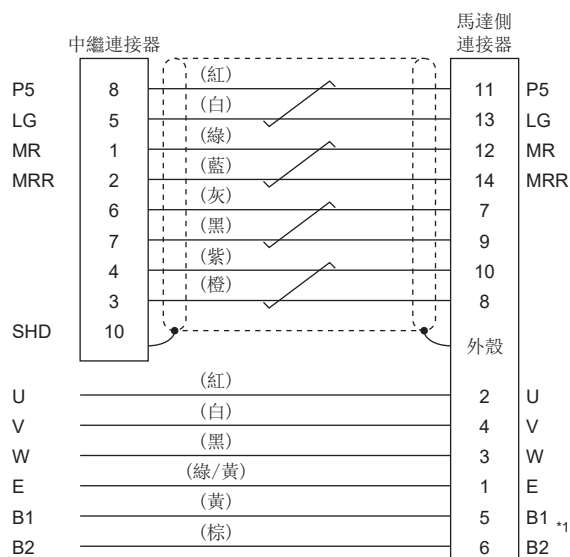 馬達側
中繼連接器 連接器
P5 8 (紅) 11 P5
LG 5 (白) 13 LG
MR 1 (綠) 12 MR
MRR 2 (藍) 14 MRR
6 (灰) 7
7 (黑) 9
4 (紫) 10
3 (橙) 8
SHD 10 外殼
U (紅) 2 U
V (白) 4 V
W (黑) 3 W
E (綠/黃) 1 E
B1 (黃) 5 B1 *1
B2 (棕) 6 B2